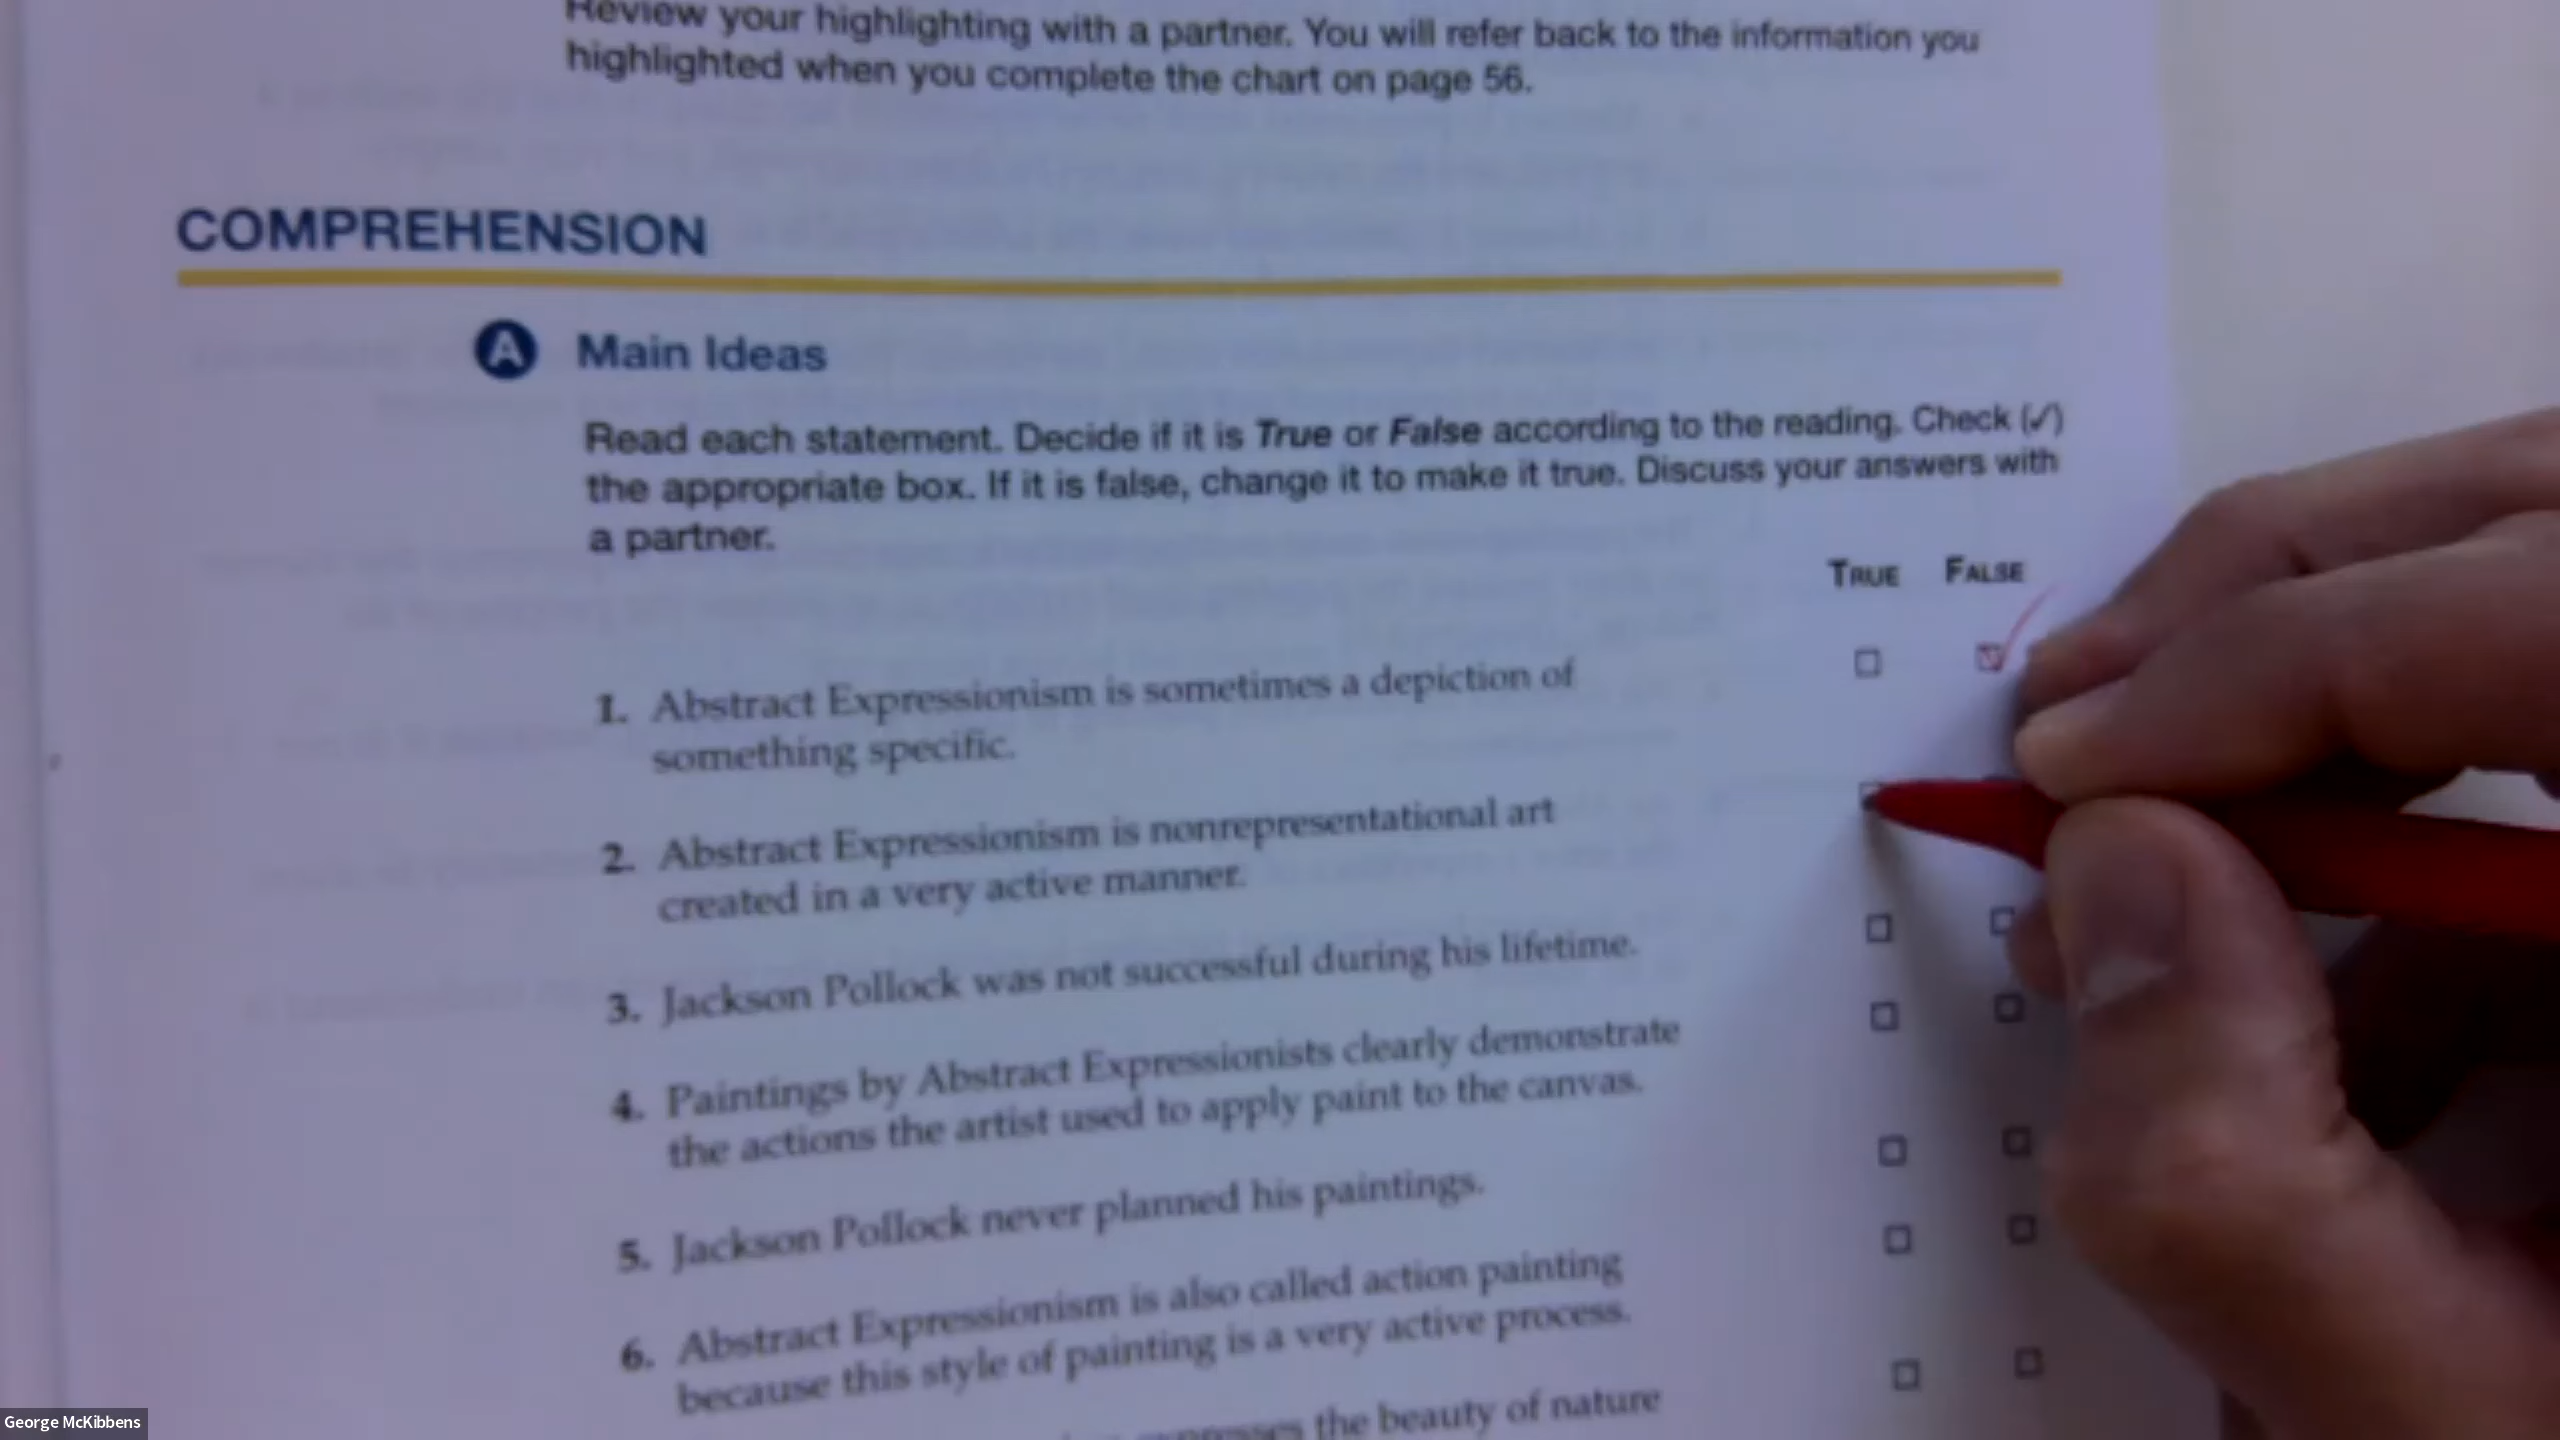 Review your highlighting with a partner. You will refer back to the information you
highlighted when you complete the chart on page 56.
COMPREHENSION
A Main Ideas
Read each statement. Decide if it is True or False according to the reading. Check (✓)
the appropriate box. If it is false, change it to make it true. Discuss your answers with
a partner.
TRUE FALSE
1. Abstract Expressionism is sometimes a depiction of
something specific.
2. Abstract Expressionism is nonrepresentational art
created in a very active manner.
3. Jackson Pollock was not successful during his lifetime.
4. Paintings by Abstract Expressionists clearly demonstrate
the actions the artist used to apply paint to the canvas.
5. Jackson Pollock never planned his paintings.
6. Abstract Expressionism is also called action painting
because this style of painting is a very active process.
expresses the beauty of nature
George McKibbens